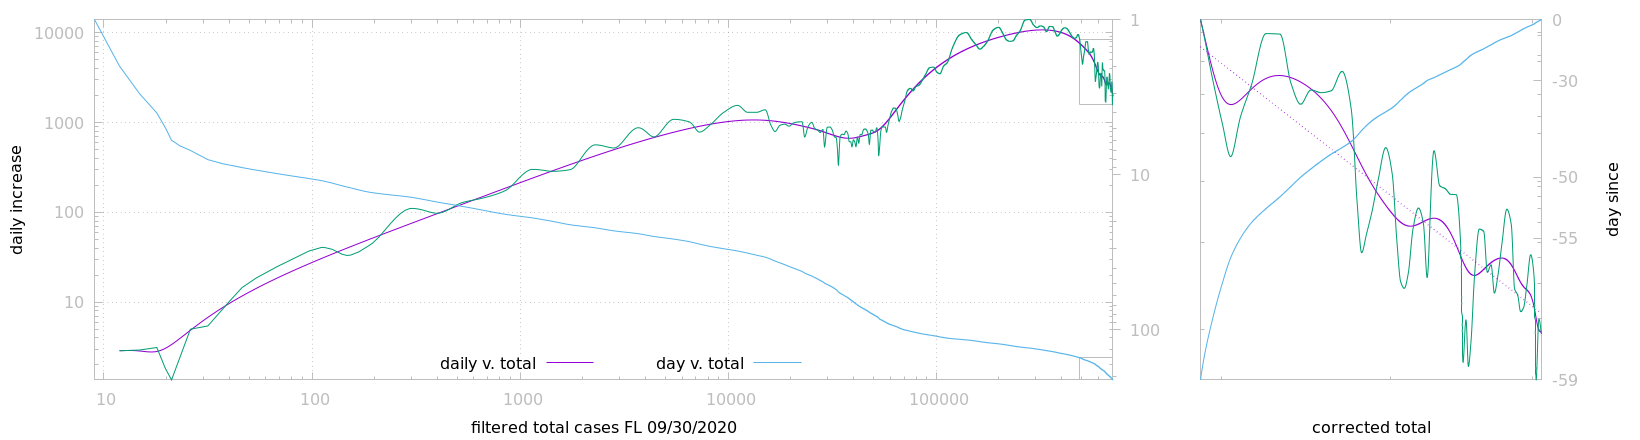 10000
1000
100
10
daily increase
10
100
1000
10000
100000
filtered total cases FL 09/30/2020
daily v. total
day v. total
1
10
100
0
-30
-50
-55
-59
day since
corrected total